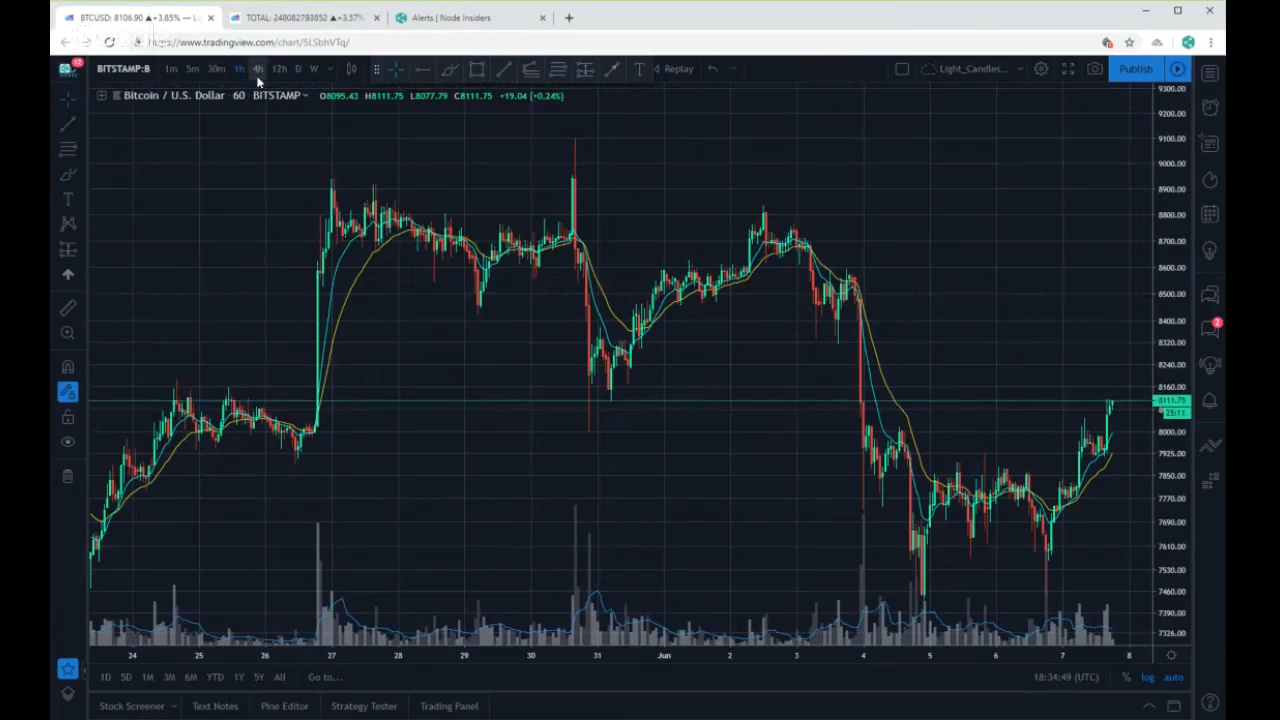 BTCUSD: 8106.90 ▲+3.85% — Li
TOTAL: 248082793852 ▲+3.57%
Alerts | Node Insiders
https://www.tradingview.com/chart/5LSbhVTq/
12
BITSTAMP:B
1m 5m 30m 1h 4h 12h D W
T
Replay
Light_Candles...
Publish
Bitcoin / U.S. Dollar 60 BITSTAMP
O8095.43 H8111.75 L8077.79 C8111.75 +19.04 (+0.24%)
9300.00
9200.00
9100.00
9000.00
8900.00
8800.00
8700.00
8600.00
8500.00
8400.00
8320.00
8240.00
8160.00
8111.75
25:11
8000.00
7925.00
7850.00
7770.00
7690.00
7610.00
7530.00
7460.00
7390.00
7326.00
T
2
24 25 26 27 28 29 30 31 Jun 2 3 4 5 6 7 8
1D 5D 1M 3M 6M YTD 1Y 5Y All Go to...
18:34:49 (UTC) % log auto
Stock Screener Text Notes Pine Editor Strategy Tester Trading Panel